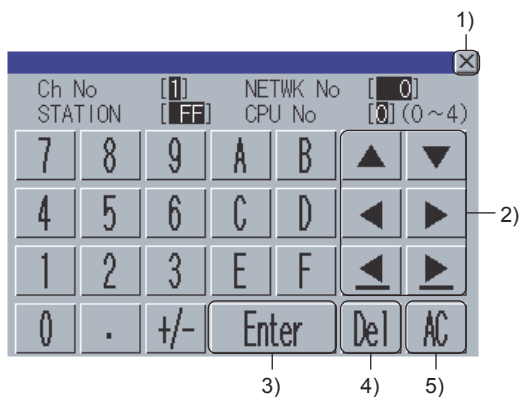 1)
×
Ch No [1] NETWK No [ 0]
STATION [ FF] CPU No [0] (0~4)
7 8 9 A B ▲ ▼
4 5 6 C D ◀ ▶ 2)
1 2 3 E F ◀ ▶
0 . +/- Enter Del AC
3) 4) 5)